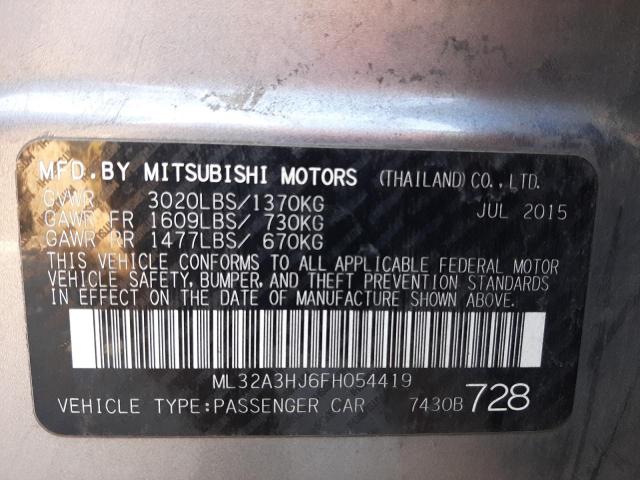 MFD. BY MITSUBISHI MOTORS (THAILAND) CO., LTD.
GVWR 3020LBS/1370KG JUL 2015
GAWR FR 1609LBS/ 730KG
GAWR RR 1477LBS/ 670KG
THIS VEHICLE CONFORMS TO ALL APPLICABLE FEDERAL MOTOR
VEHICLE SAFETY, BUMPER, AND THEFT PREVENTION STANDARDS
IN EFFECT ON THE DATE OF MANUFACTURE SHOWN ABOVE.
ML32A3HJ6FH054419
VEHICLE TYPE:PASSENGER CAR 7430B 728